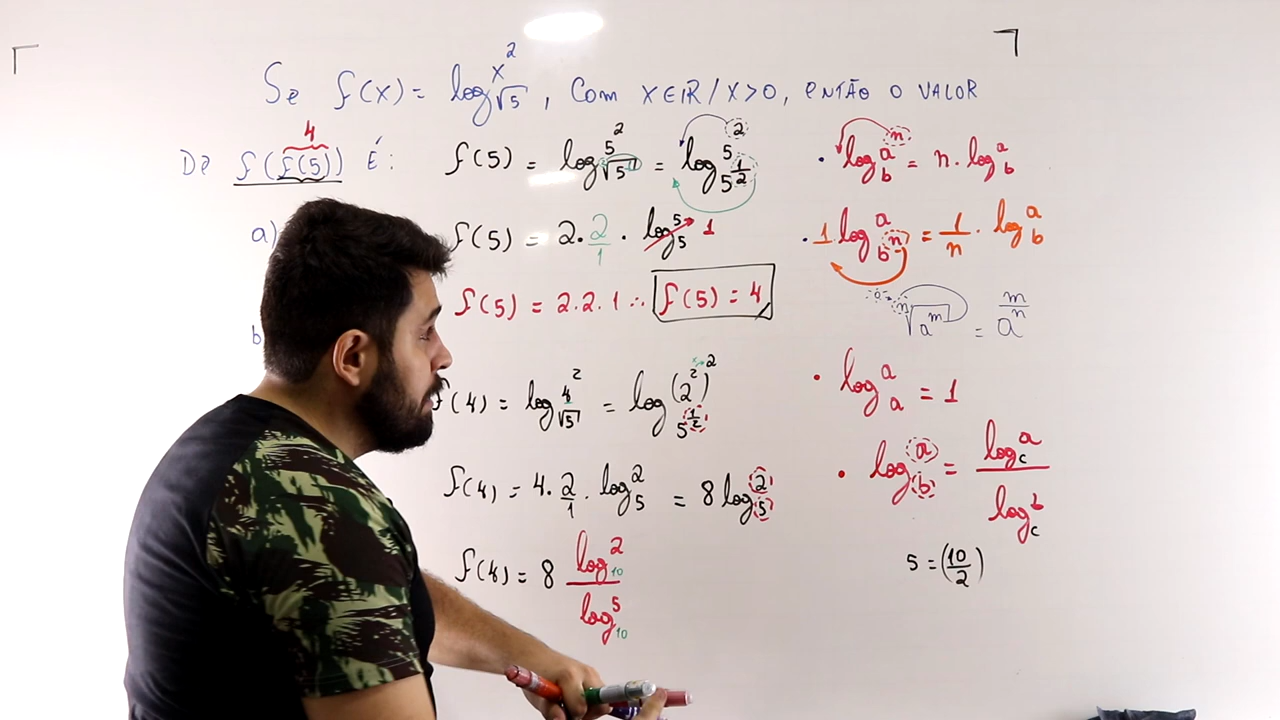 Se f(x) = log_√5 x², com x∈ℝ/x>0, então o valor
4
De f(f(5)) é:
a)
b
f(5) = log_√5 5² = log_5^(1/2) 5²
f(5) = 2 · 2/1 · log_5 5 1
f(5) = 2.2.1 ∴ f(5) = 4
f(4) = log_√5 4² = log_5^(1/2) (2²)²
f(4) = 4 · 2/1 · log_5 2 = 8 log_5 2
f(4) = 8 log_10 2 / log_10 5
• log_b a^n = n · log_b a
• 1 log_b^n a = 1/n · log_b a
ⁿ√a^m = a^(m/n)
• log_a a = 1
• log_b a = log_c a / log_c b
5 = (10/2)